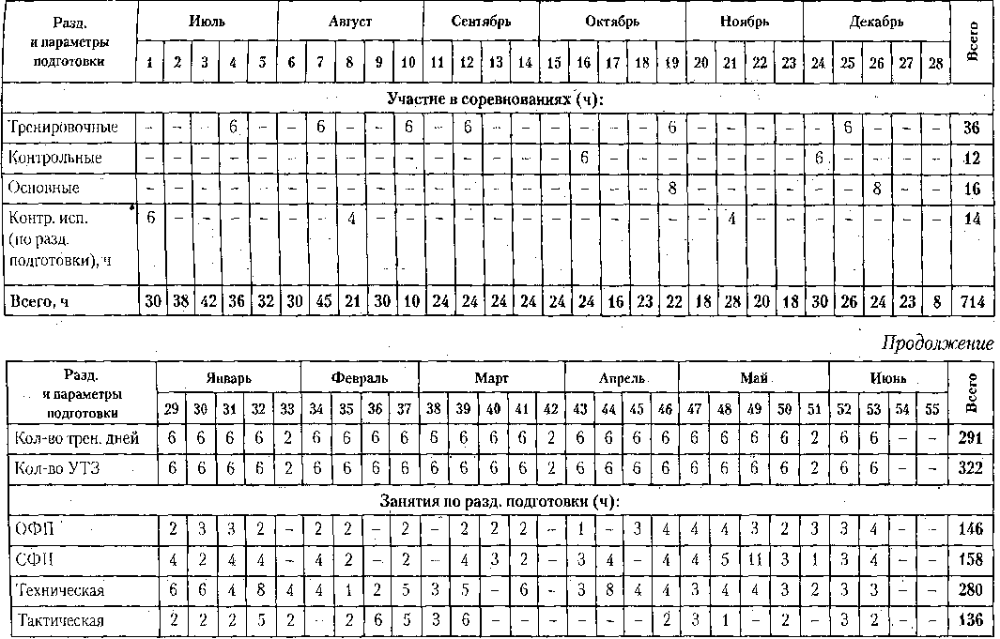 Разд. и параметры подготовки Июль Август Сентябрь Октябрь Ноябрь Декабрь Всего
1 2 3 4 5 6 7 8 9 10 11 12 13 14 15 16 17 18 19 20 21 22 23 24 25 26 27 28
Участие в соревнованиях (ч):
Тренировочные – – – 6 – – 6 – – 6 – 6 – – – – – – 6 – – – – – 6 – – – 36
Контрольные – – – – – – – – – – – – – – – 6 – – – – – – – 6 – – – – 12
Основные – – – – – – – – – – – – – – – – – – 8 – – – – – – 8 – – 16
Контр. исп. (по разд. подготовки), ч 6 – – – – – – 4 – – – – – – – – – – – – 4 – – – – – – – 14
Всего, ч 30 38 42 36 32 30 45 21 30 10 24 24 24 24 24 24 16 23 22 18 28 20 18 30 26 24 23 8 714
Продолжение
Разд. и параметры подготовки Январь Февраль Март Апрель Май Июнь Всего
29 30 31 32 33 34 35 36 37 38 39 40 41 42 43 44 45 46 47 48 49 50 51 52 53 54 55
Кол-во трен. дней 6 6 6 6 2 6 6 6 6 6 6 6 6 2 6 6 6 6 6 6 6 6 2 6 6 – – 291
Кол-во УТЗ 6 6 6 6 2 6 6 6 6 6 6 6 6 2 6 6 6 6 6 6 6 6 2 6 6 – – 322
Занятия по разд. подготовки (ч):
ОФП 2 3 3 2 – 2 2 – 2 – 2 2 2 – 1 – 3 4 4 4 3 2 3 3 4 – – 146
СФП 4 2 4 4 – 4 2 – 2 – 4 3 2 – 3 4 – 4 4 5 11 3 1 3 4 – – 158
Техническая 6 6 4 8 4 4 1 2 5 3 5 – 6 – 3 8 4 4 3 4 4 3 2 3 3 – – 280
Тактическая 2 2 2 5 2 – 2 6 5 3 6 – – – – – – 2 3 1 – 2 – 3 2 – – 136